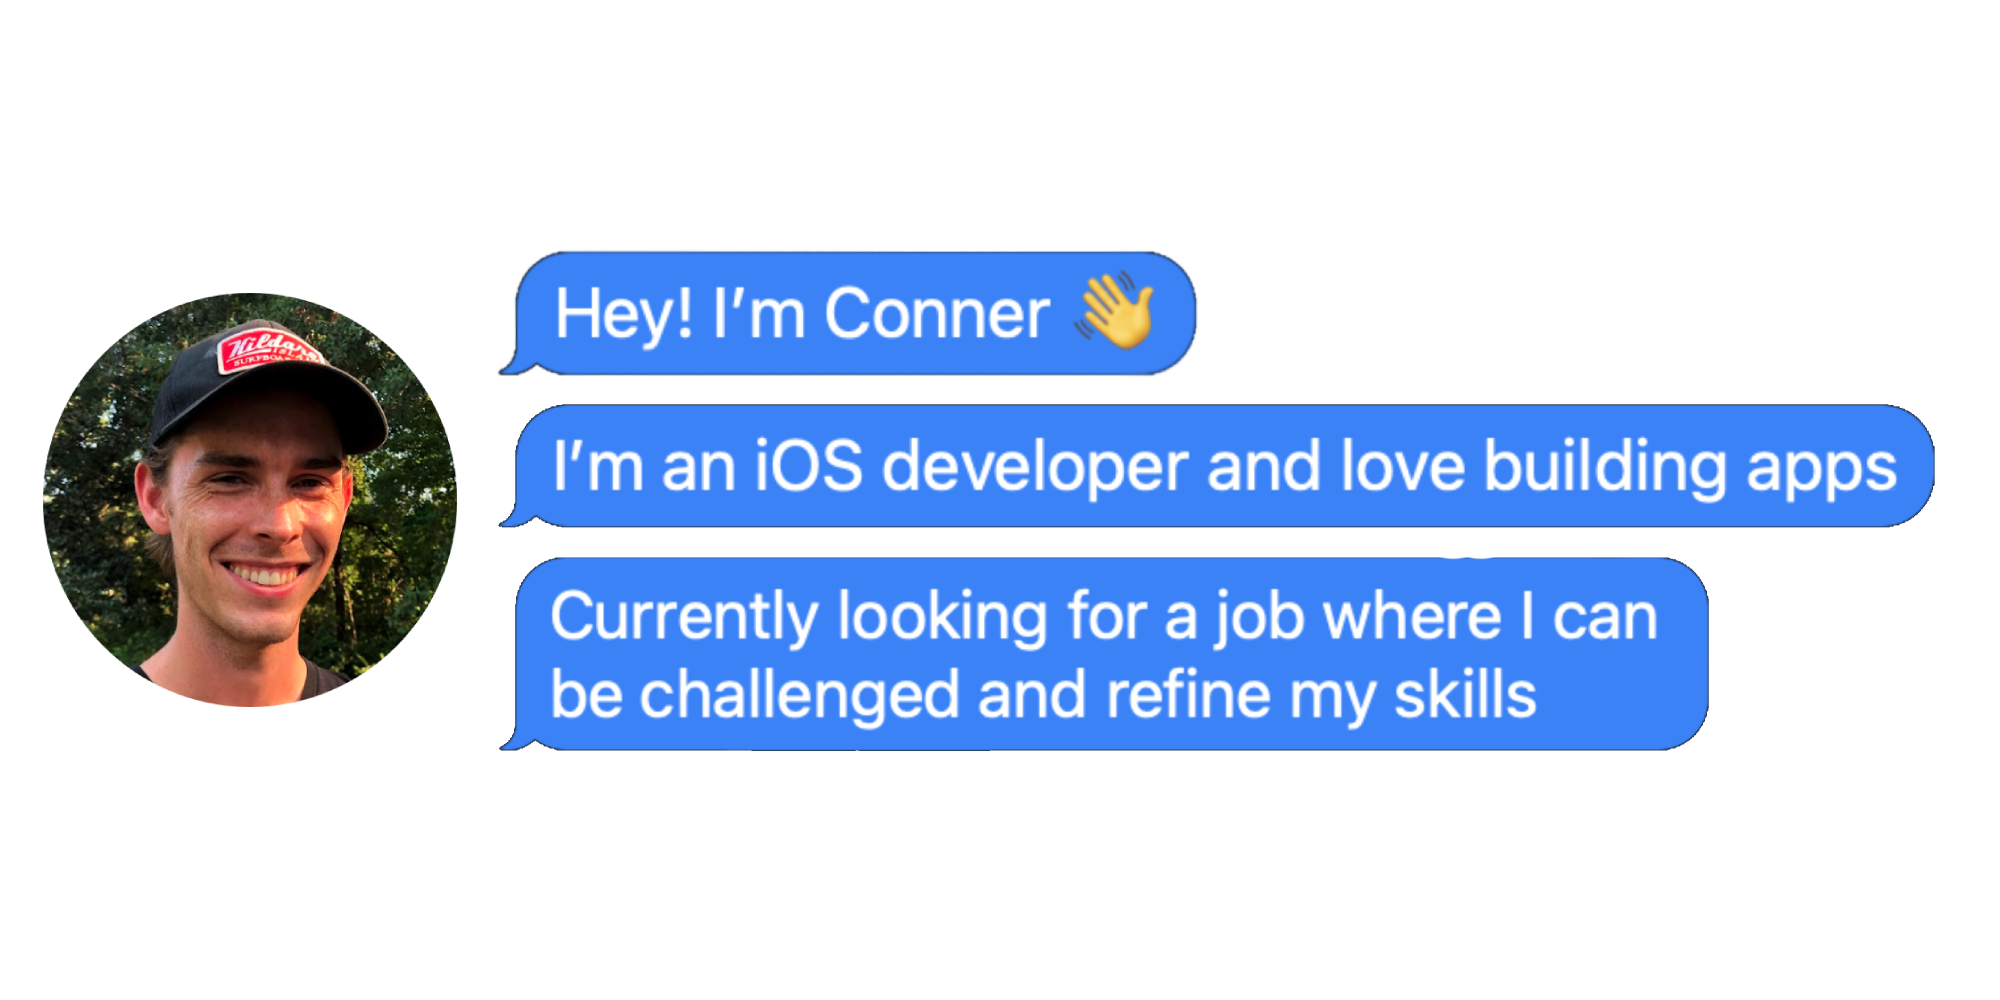 Kildare
ISLAND
Hey! I’m Conner 👋
I’m an iOS developer and love building apps
Currently looking for a job where I can
be challenged and refine my skills